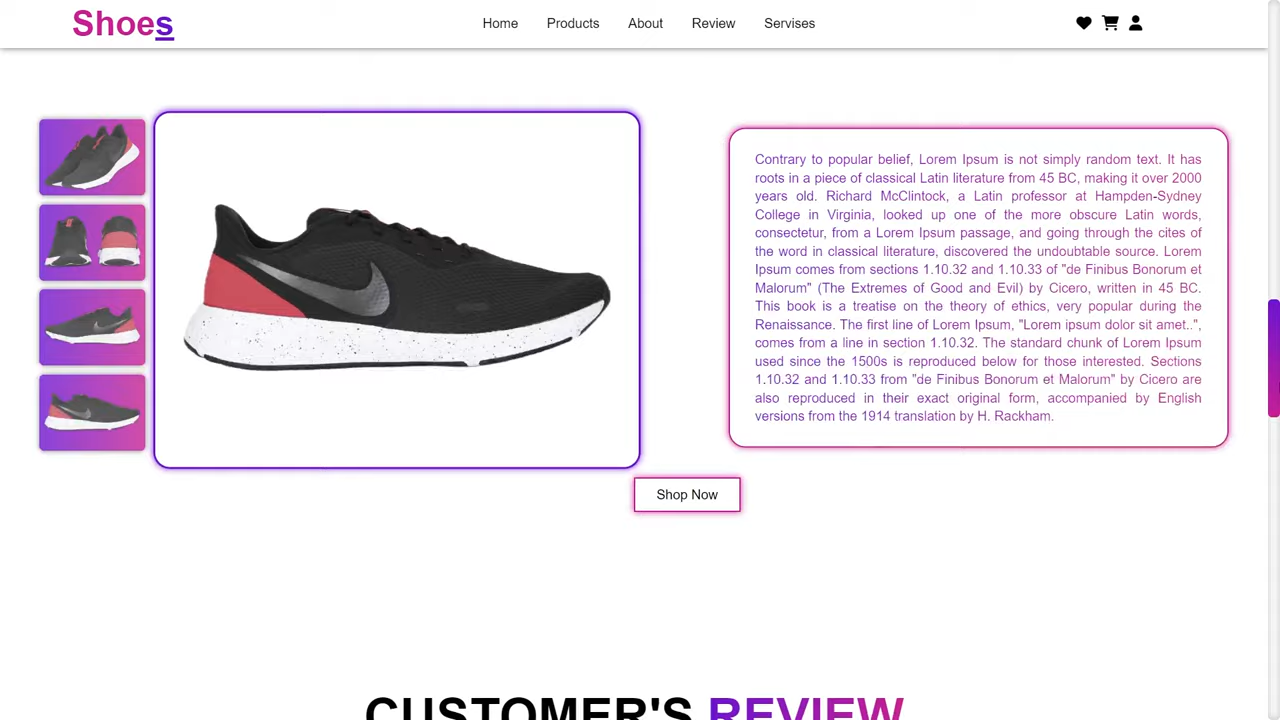 Shoes
Home Products About Review Servises
Contrary to popular belief, Lorem Ipsum is not simply random text. It has
roots in a piece of classical Latin literature from 45 BC, making it over 2000
years old. Richard McClintock, a Latin professor at Hampden-Sydney
College in Virginia, looked up one of the more obscure Latin words,
consectetur, from a Lorem Ipsum passage, and going through the cites of
the word in classical literature, discovered the undoubtable source. Lorem
Ipsum comes from sections 1.10.32 and 1.10.33 of "de Finibus Bonorum et
Malorum" (The Extremes of Good and Evil) by Cicero, written in 45 BC.
This book is a treatise on the theory of ethics, very popular during the
Renaissance. The first line of Lorem Ipsum, "Lorem ipsum dolor sit amet..",
comes from a line in section 1.10.32. The standard chunk of Lorem Ipsum
used since the 1500s is reproduced below for those interested. Sections
1.10.32 and 1.10.33 from "de Finibus Bonorum et Malorum" by Cicero are
also reproduced in their exact original form, accompanied by English
versions from the 1914 translation by H. Rackham.
Shop Now
CUSTOMER'S REVIEW